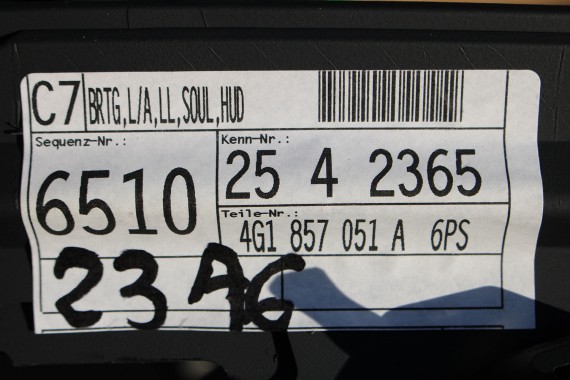 C7 BRTG,L/A,LL,SOUL,HUD
Sequenz-Nr.:
6510
Kenn-Nr.:
25 4 2365
Teile-Nr.:
4G1 857 051 A 6PS
23 A6